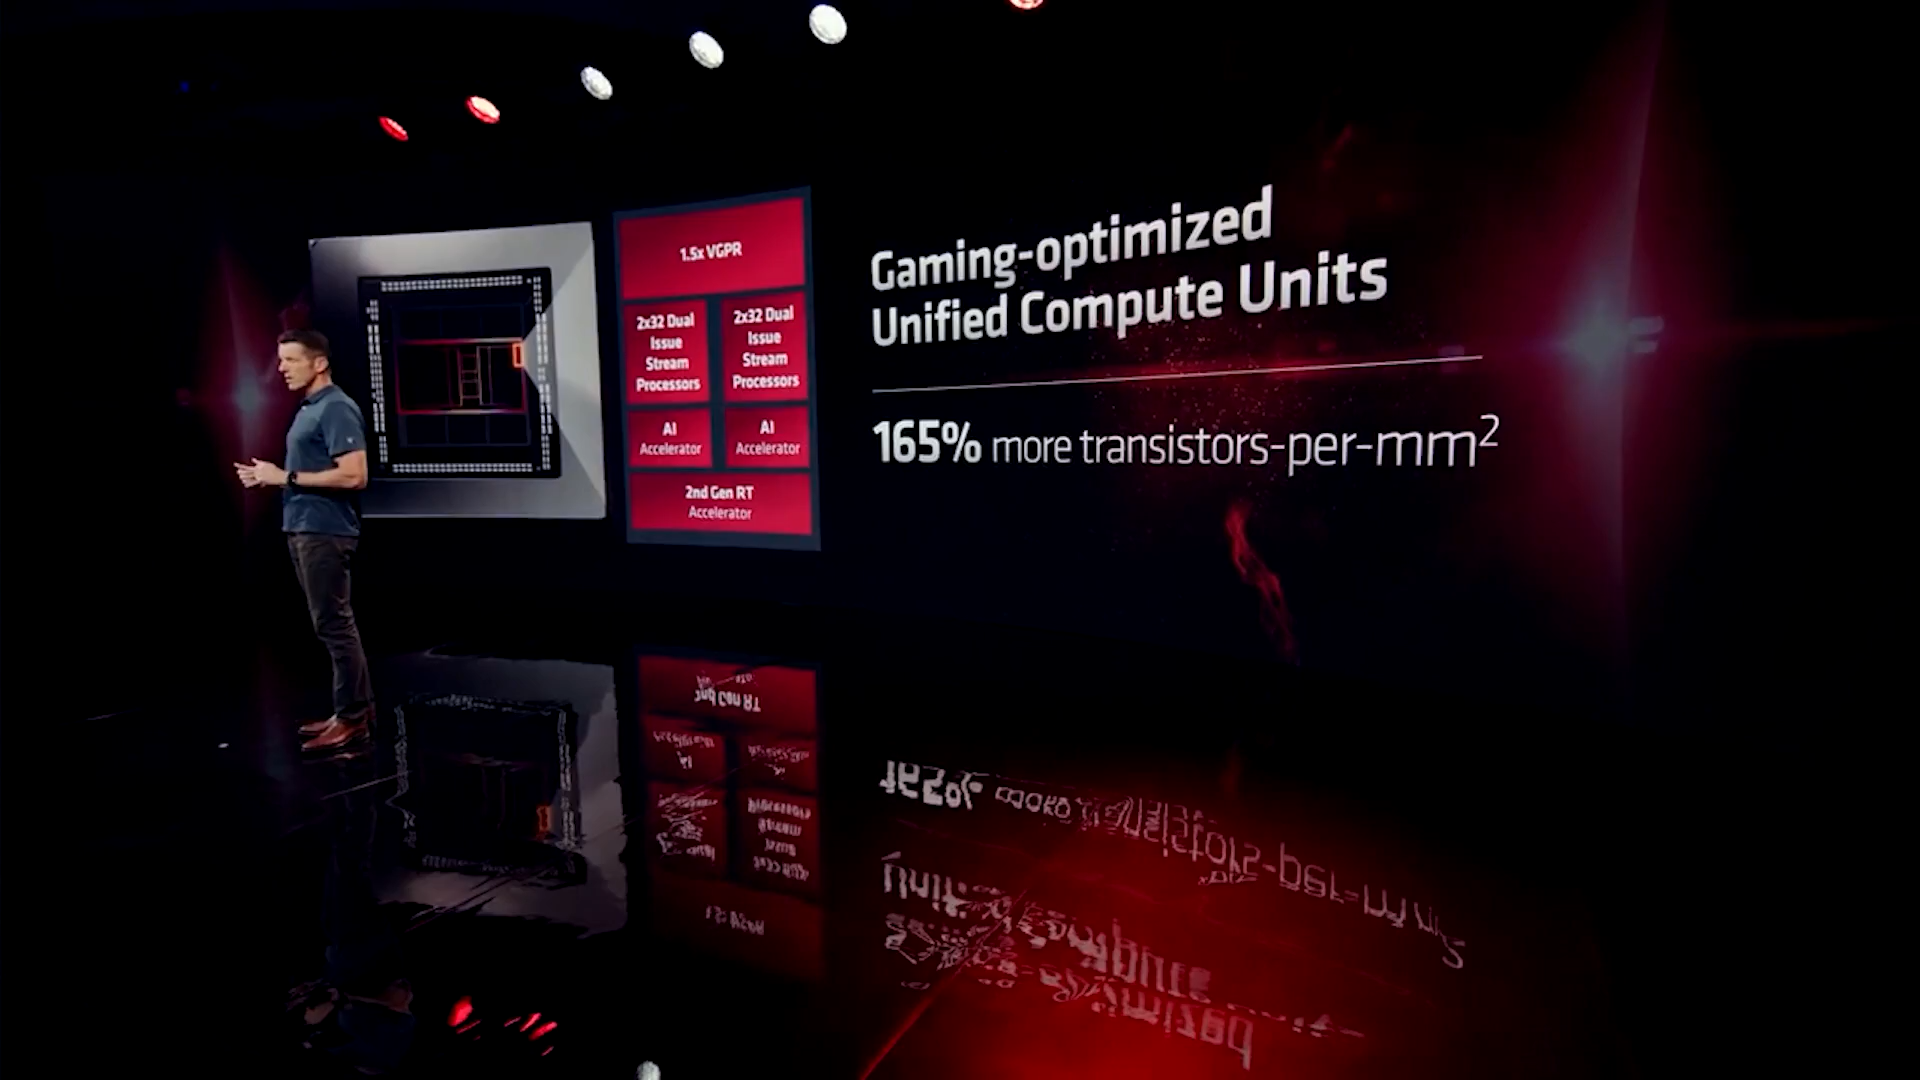 1.5x VGPR
2x32 Dual
Issue
Stream
Processors
2x32 Dual
Issue
Stream
Processors
AI
Accelerator
AI
Accelerator
2nd Gen RT
Accelerator
Gaming-optimized
Unified Compute Units
165% more transistors-per-mm²